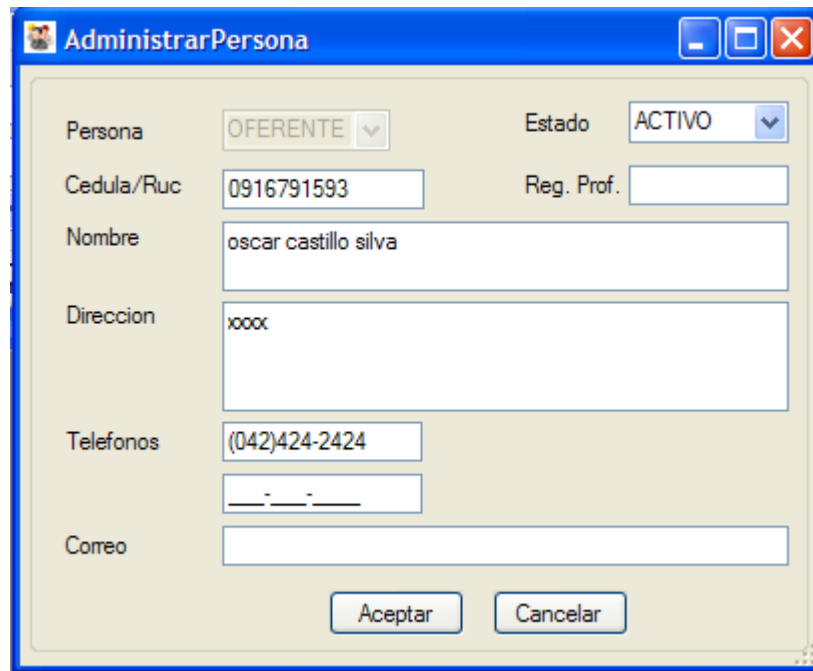 AdministrarPersona
Persona OFERENTE Estado ACTIVO
Cedula/Ruc 0916791593 Reg. Prof.
Nombre oscar castillo silva
Direccion xxxx
Telefonos (042)424-2424
___-___-____
Correo
Aceptar Cancelar